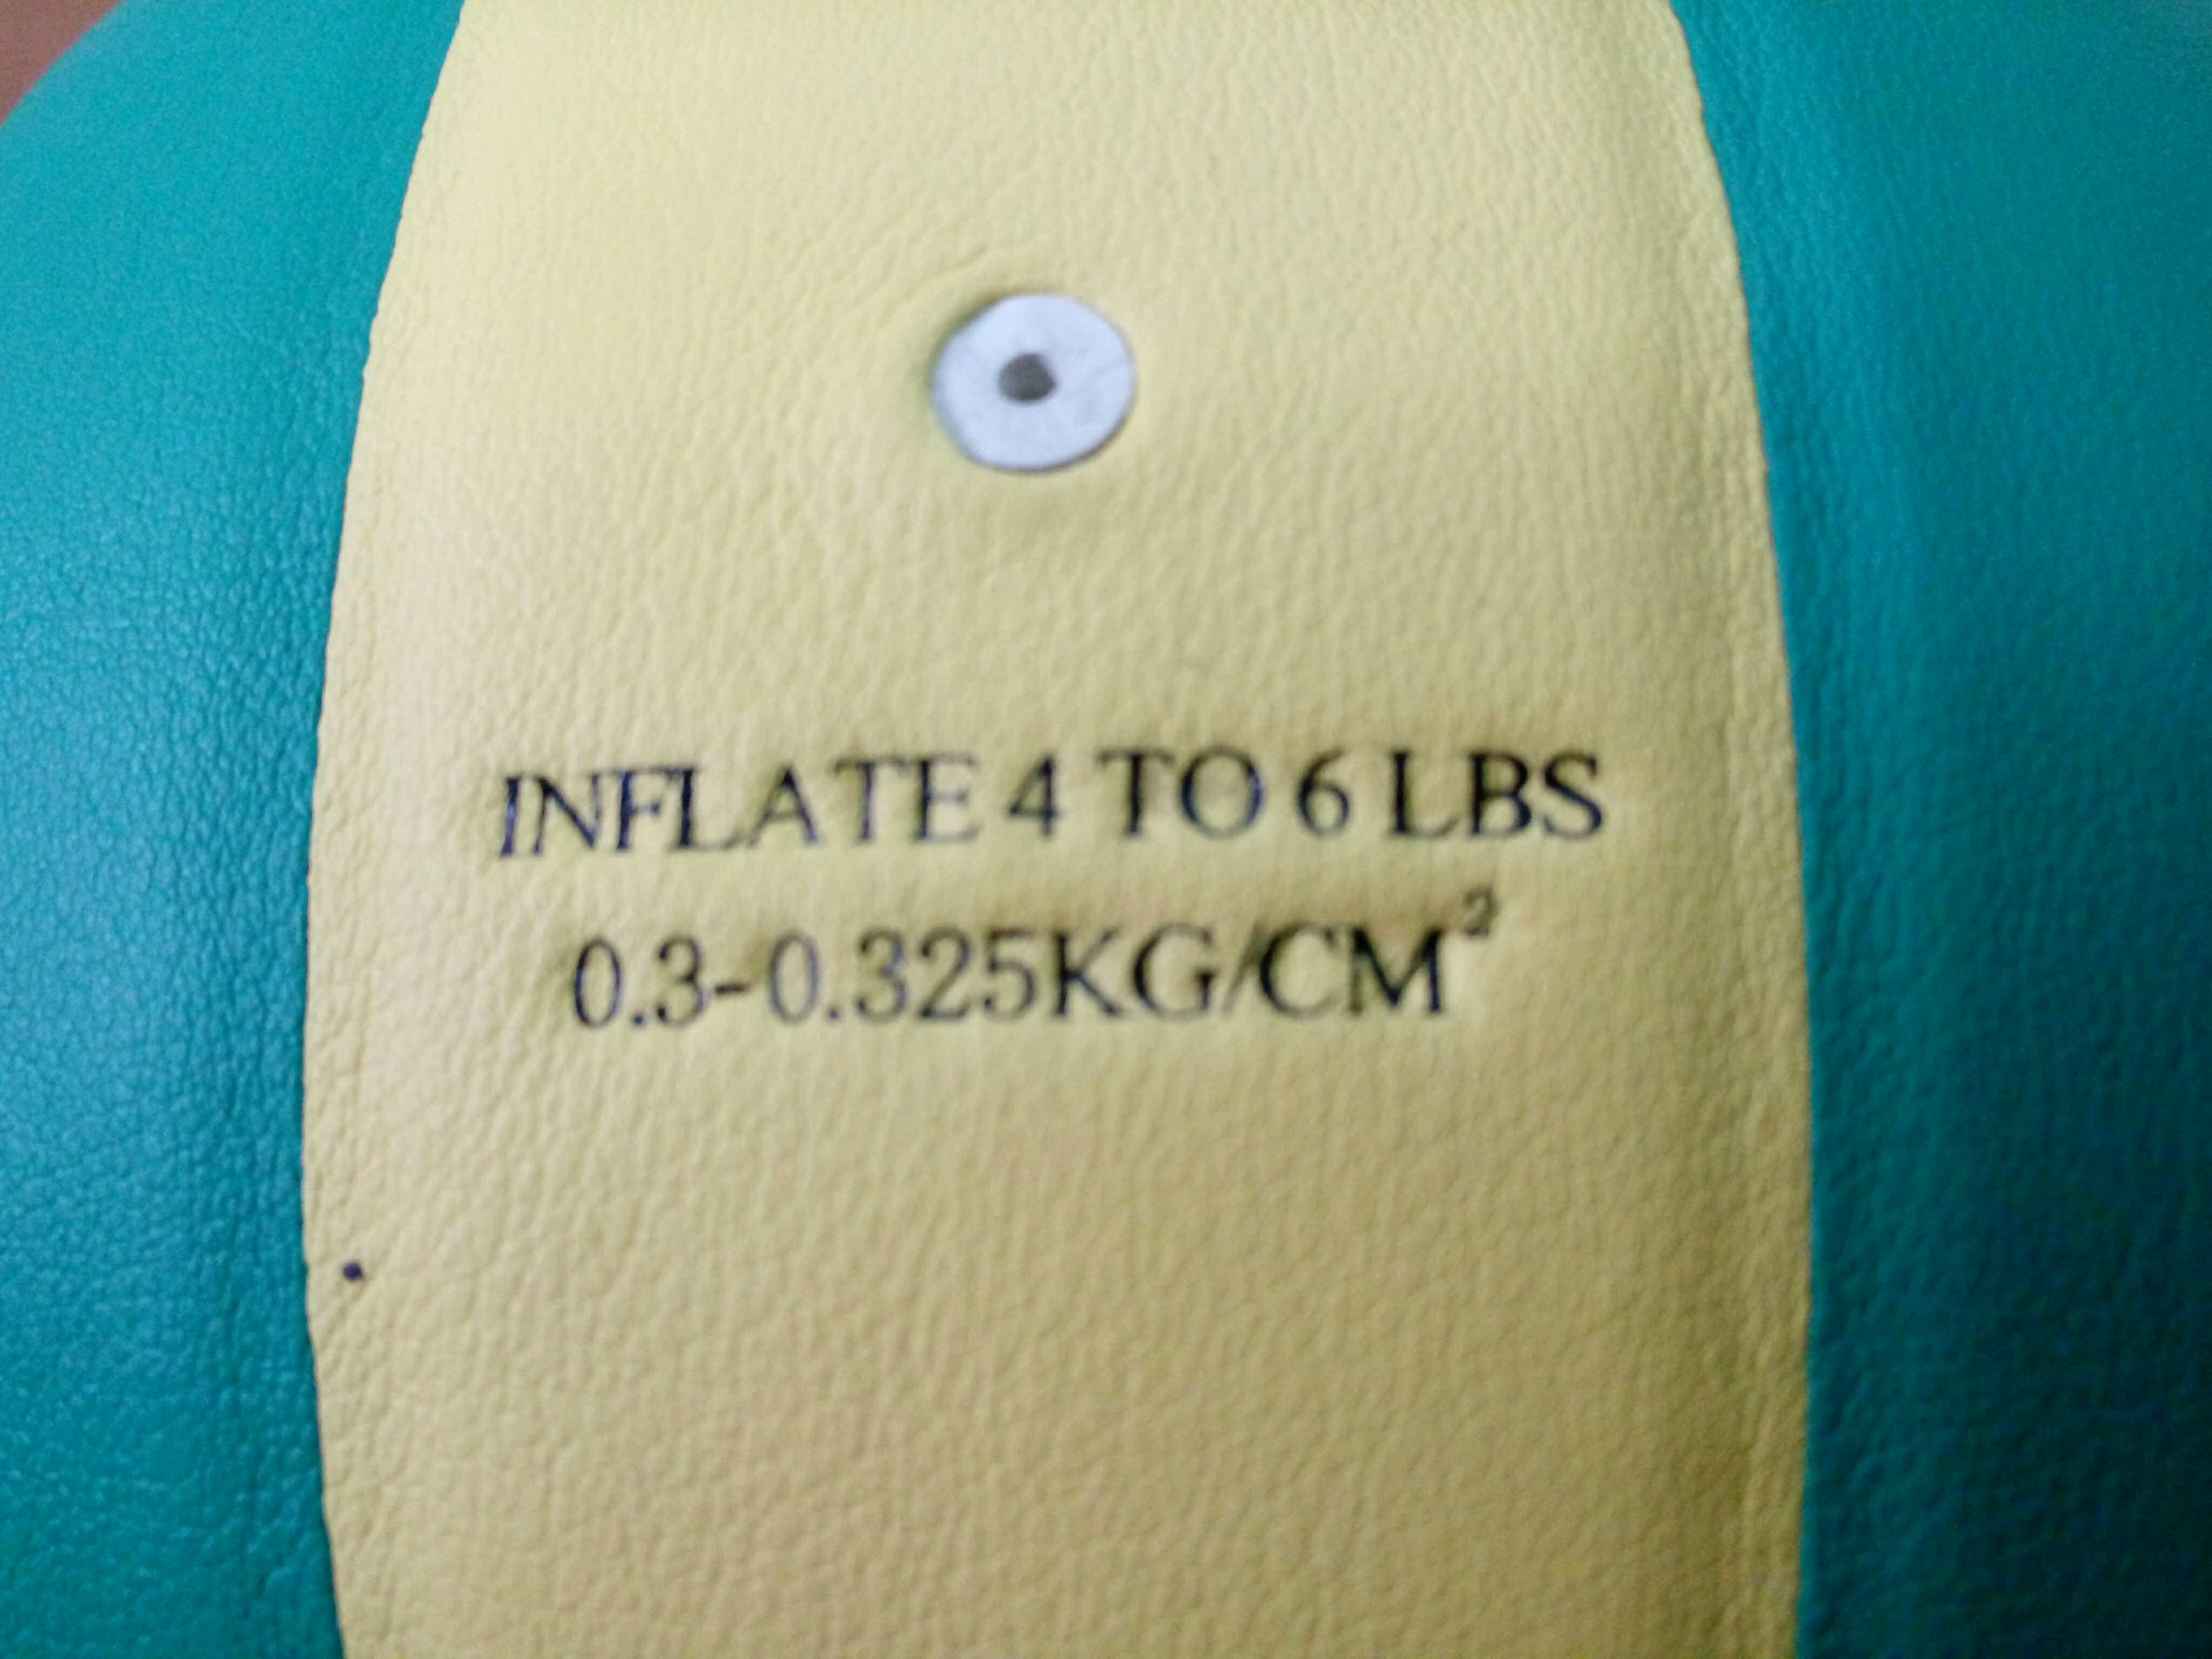 INFLATE 4 TO 6 LBS
0.3-0.325KG/CM²